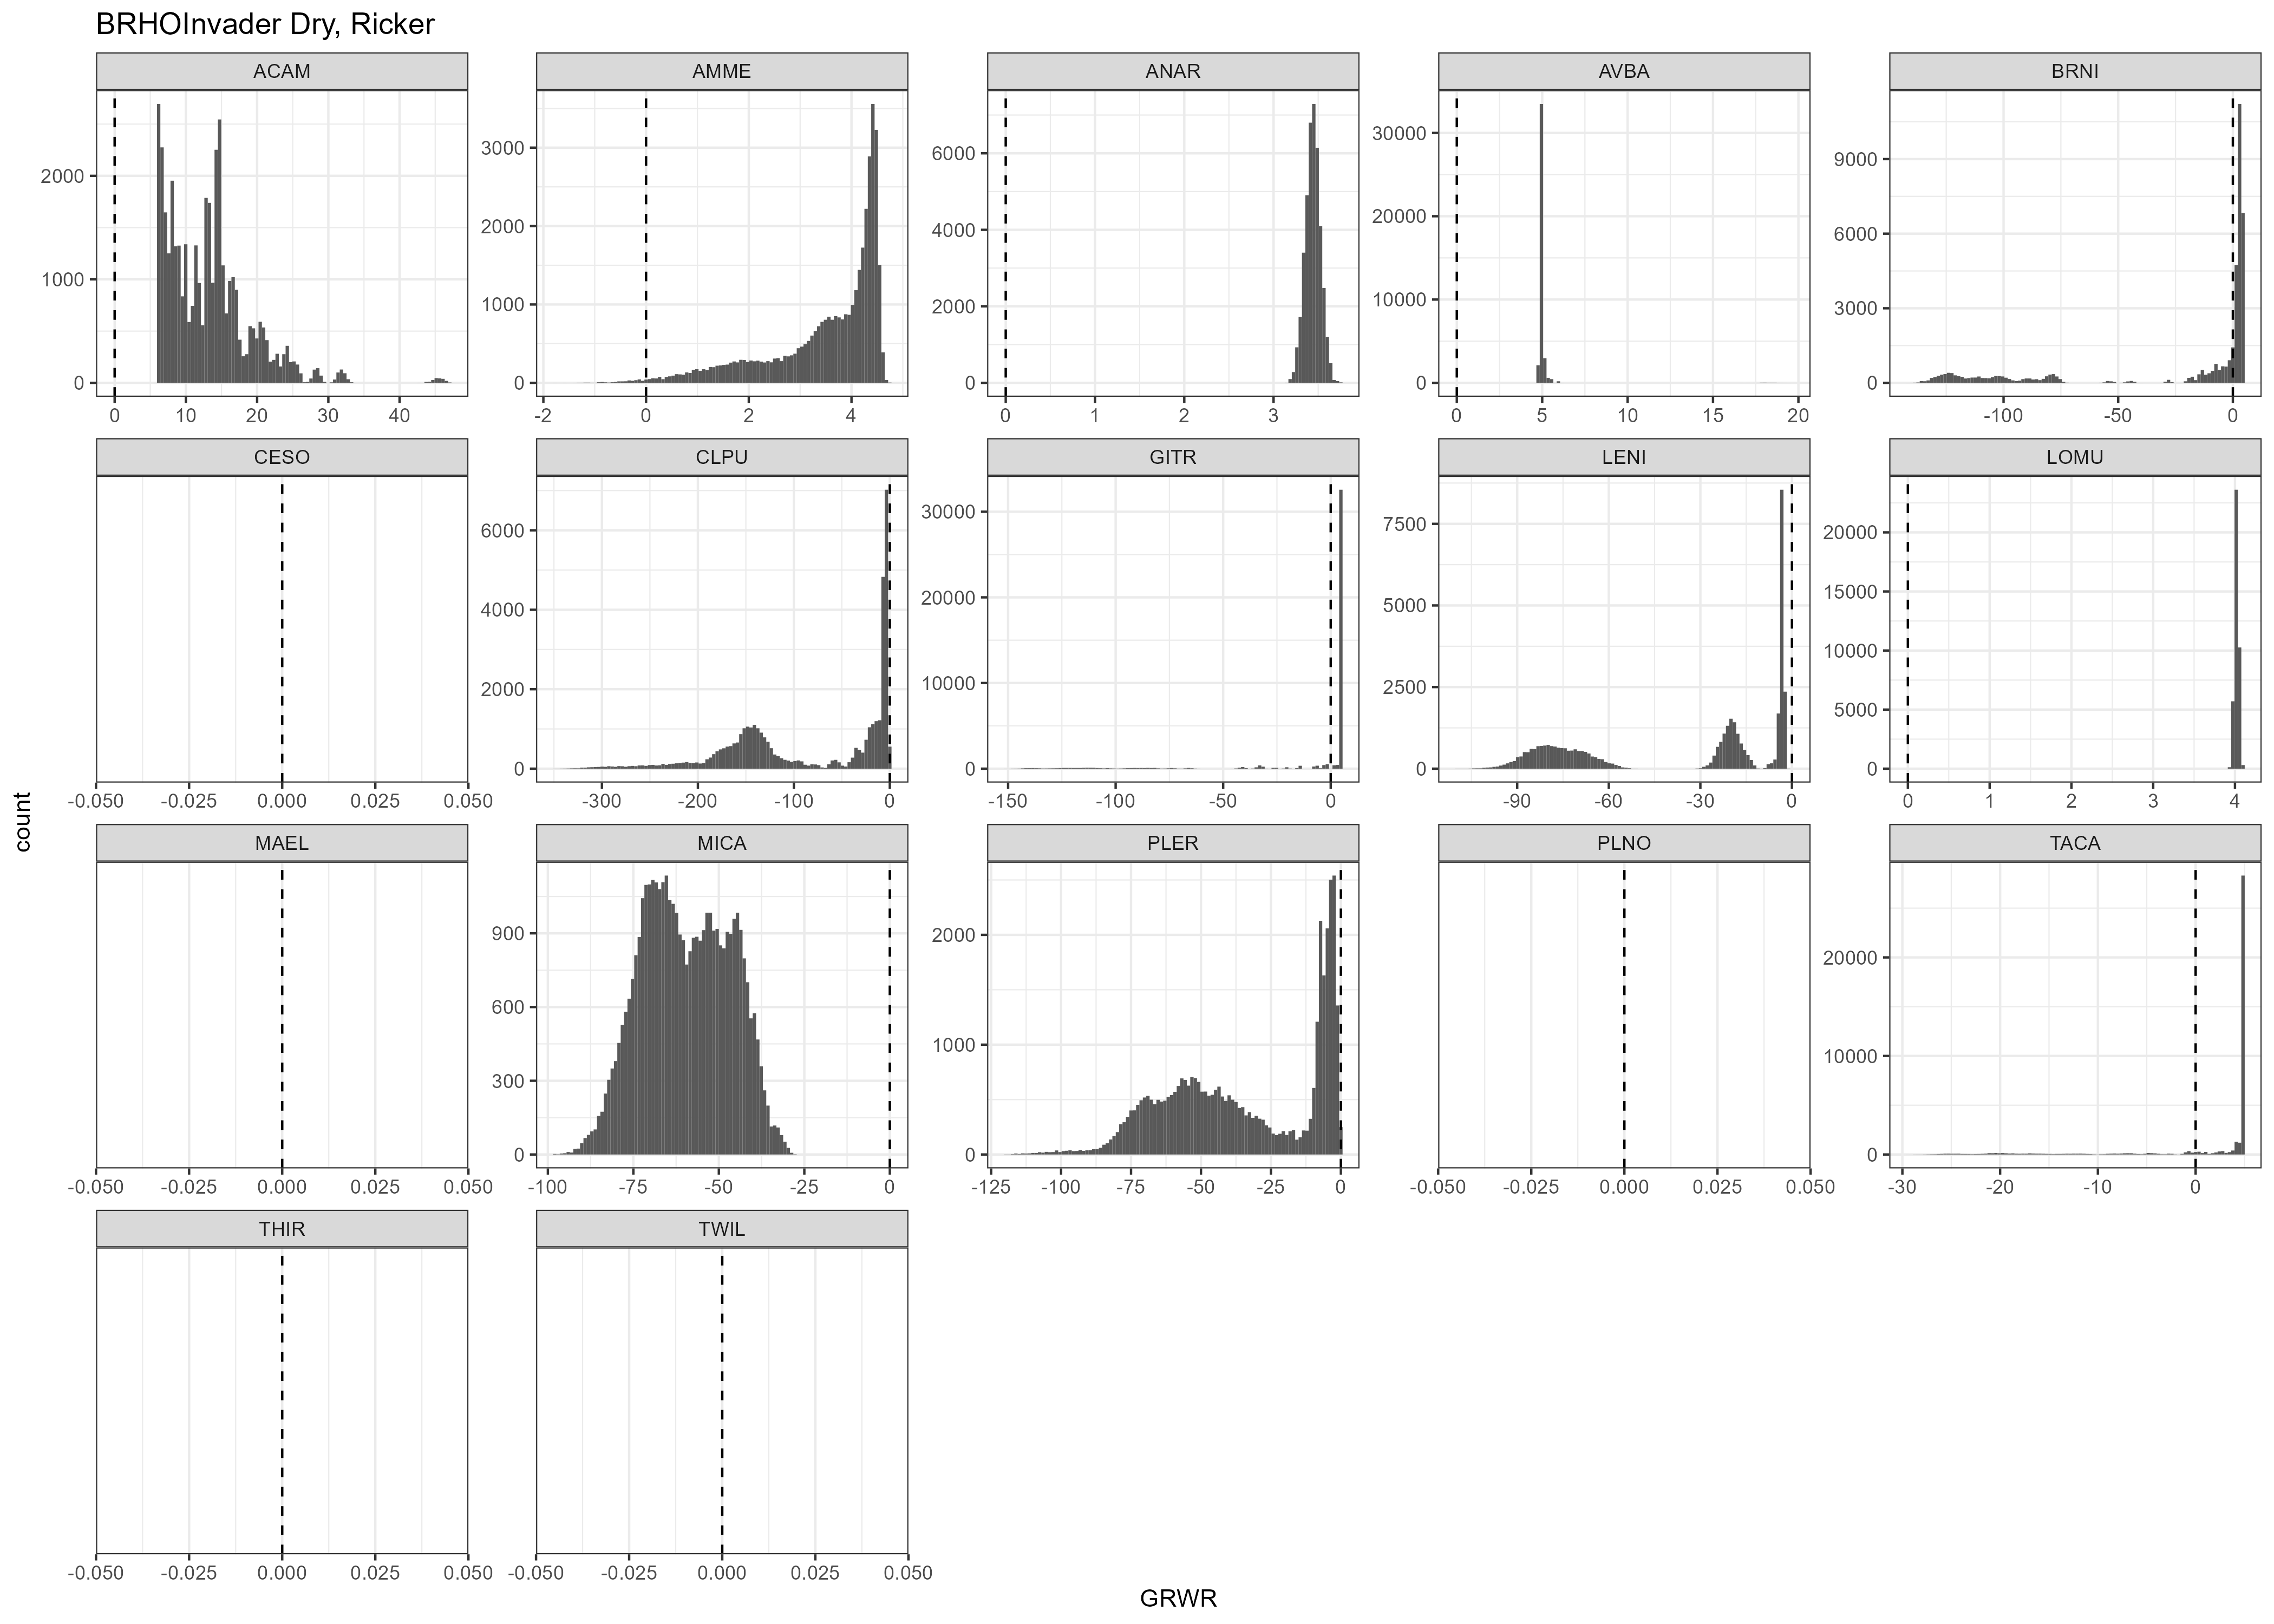 BRHOInvader Dry, Ricker
ACAM AMME ANAR AVBA BRNI
0 1000 2000
0 1000 2000 3000
0 2000 4000 6000
0 10000 20000 30000
0 3000 6000 9000
0 10 20 30 40
-2 0 2 4
0 1 2 3
0 5 10 15 20
-100 -50 0
CESO CLPU GITR LENI LOMU
0 2000 4000 6000
0 10000 20000 30000
0 2500 5000 7500
0 5000 10000 15000 20000
-0.050 -0.025 0.000 0.025 0.050
-300 -200 -100 0
-150 -100 -50 0
-90 -60 -30 0
0 1 2 3 4
MAEL MICA PLER PLNO TACA
0 300 600 900
0 1000 2000
0 10000 20000
-0.050 -0.025 0.000 0.025 0.050
-100 -75 -50 -25 0
-125 -100 -75 -50 -25 0
-0.050 -0.025 0.000 0.025 0.050
-30 -20 -10 0
THIR TWIL
-0.050 -0.025 0.000 0.025 0.050
-0.050 -0.025 0.000 0.025 0.050
count
GRWR